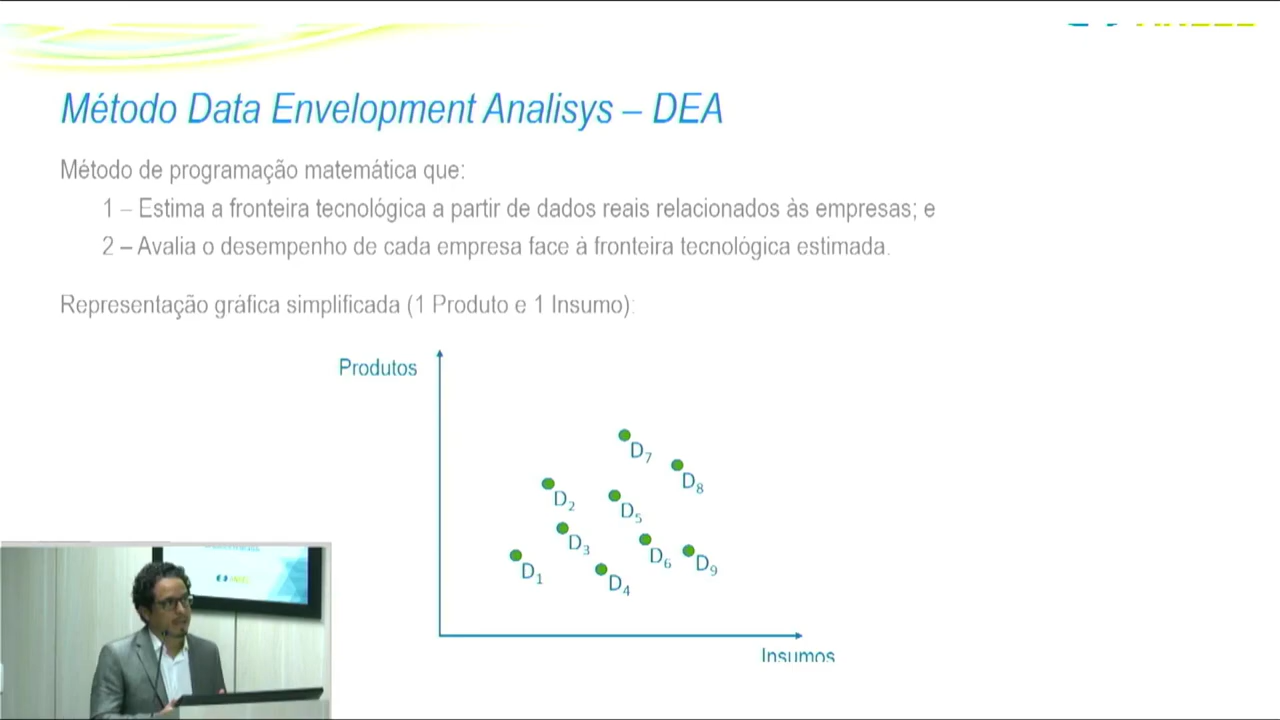 Método Data Envelopment Analisys – DEA
Método de programação matemática que:
1 – Estima a fronteira tecnológica a partir de dados reais relacionados às empresas; e
2 – Avalia o desempenho de cada empresa face à fronteira tecnológica estimada.
Representação gráfica simplificada (1 Produto e 1 Insumo):
Produtos
D7
D8
D2
D5
D3
D6
D9
D1
D4
Insumos